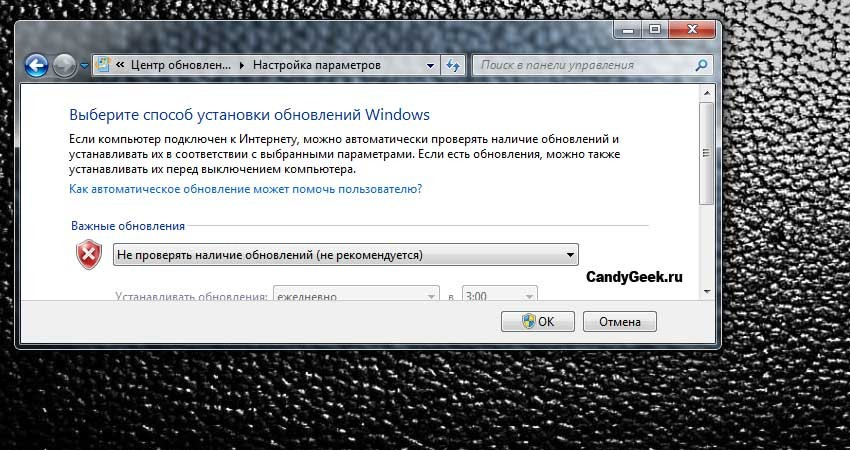 « Центр обновлен... Настройка параметров Поиск в панели управления
Выберите способ установки обновлений Windows
Если компьютер подключен к Интернету, можно автоматически проверять наличие обновлений и
устанавливать их в соответствии с выбранными параметрами. Если есть обновления, можно также
устанавливать их перед выключением компьютера.
Как автоматическое обновление может помочь пользователю?
Важные обновления
Не проверять наличие обновлений (не рекомендуется)
CandyGeek.ru
Устанавливать обновления: ежедневно в 3:00
OK Отмена